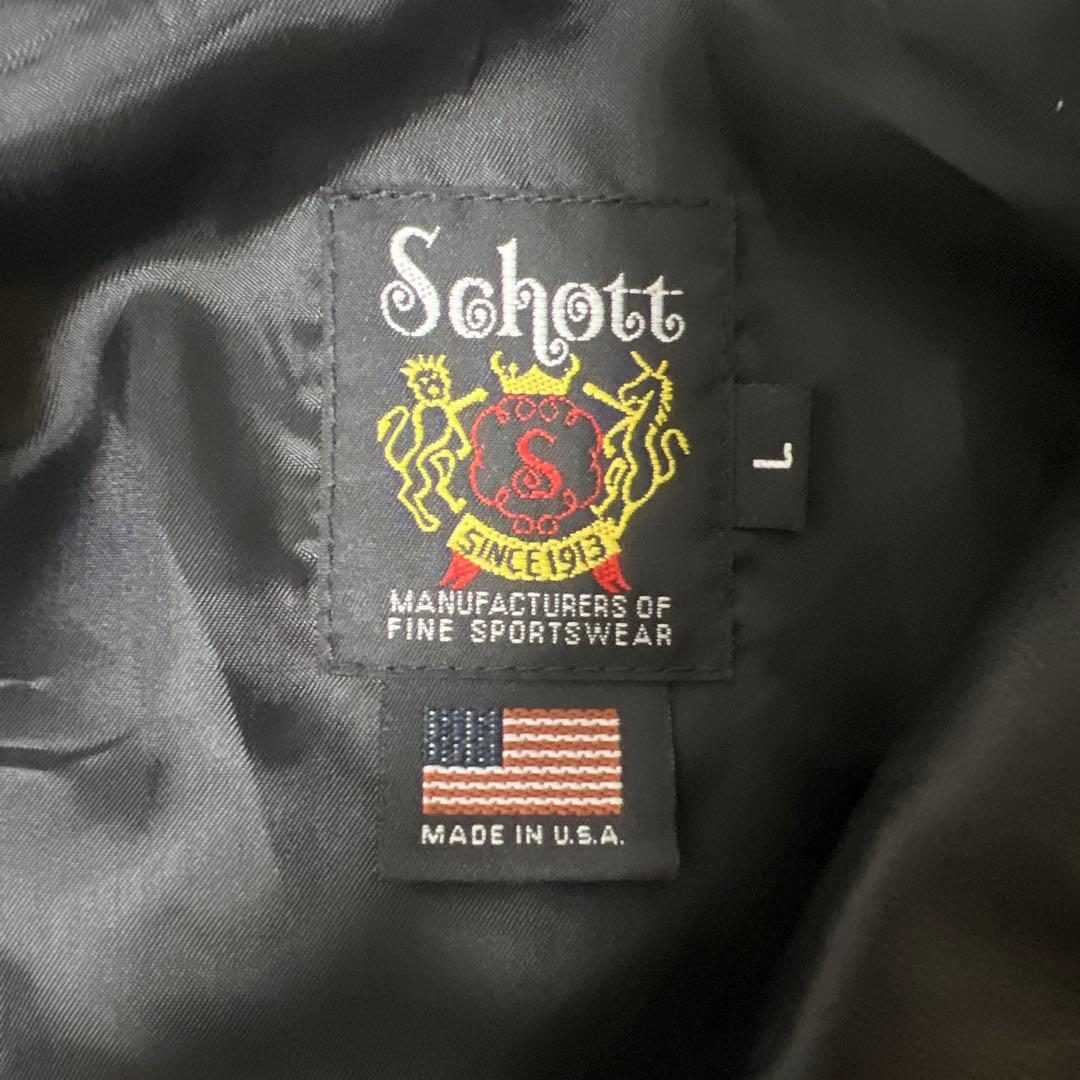 Schott
S
SINCE 1913
MANUFACTURERS OF
FINE SPORTSWEAR
L
MADE IN U.S.A.